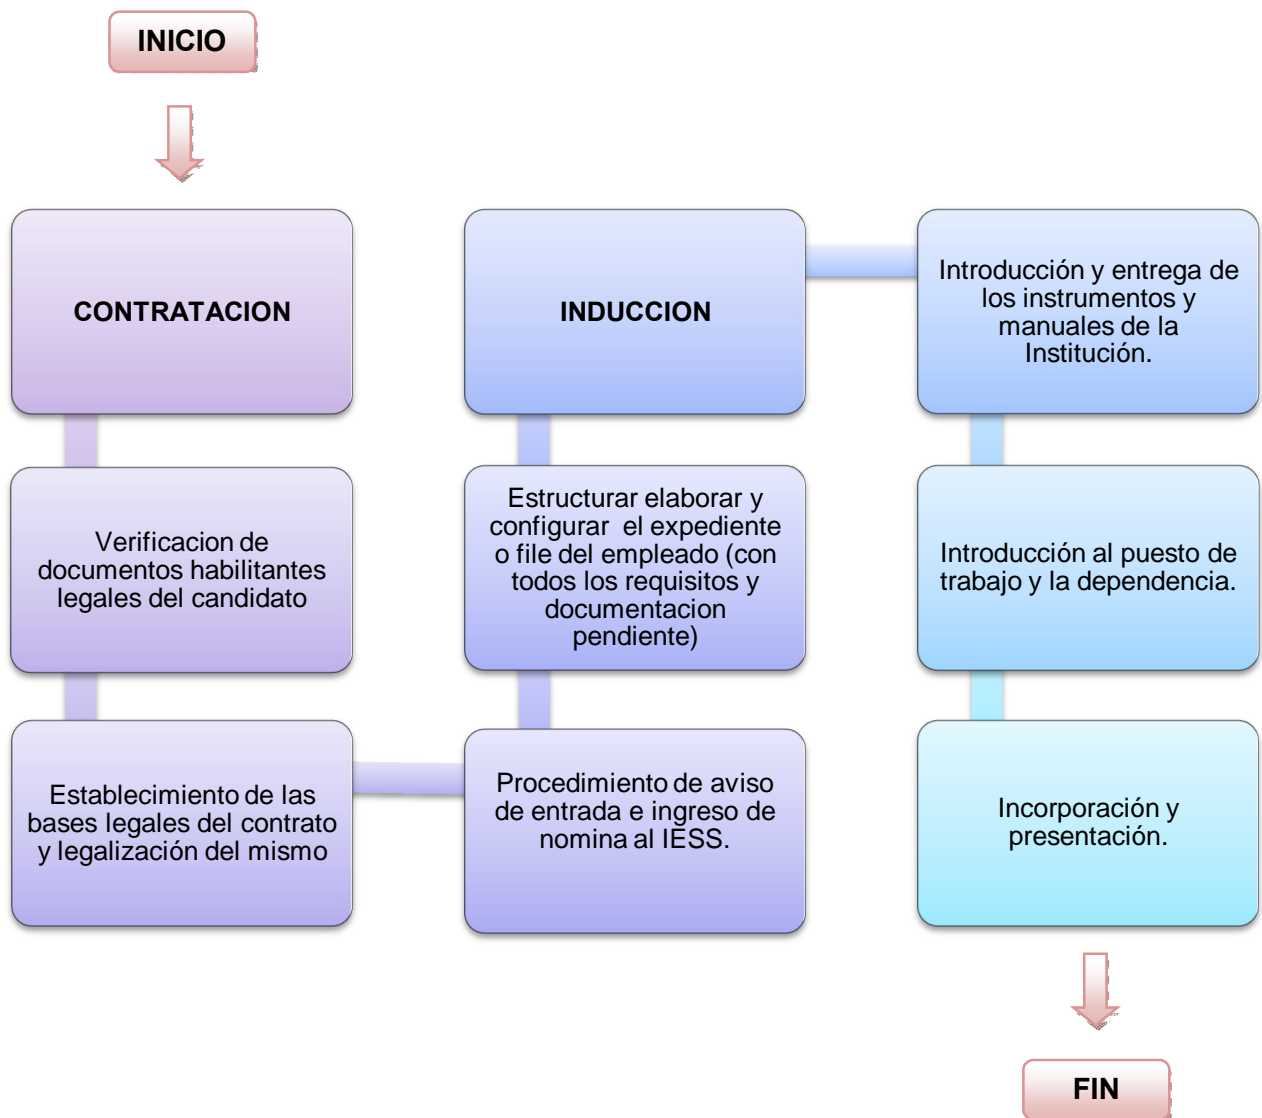 INICIO
CONTRATACION
Verificacion de
documentos habilitantes
legales del candidato
Establecimiento de las
bases legales del contrato
y legalización del mismo
Procedimiento de aviso
de entrada e ingreso de
nomina al IESS.
Estructurar elaborar y
configurar el expediente
o file del empleado (con
todos los requisitos y
documentacion
pendiente)
INDUCCION
Introducción y entrega de
los instrumentos y
manuales de la
Institución.
Introducción al puesto de
trabajo y la dependencia.
Incorporación y
presentación.
FIN